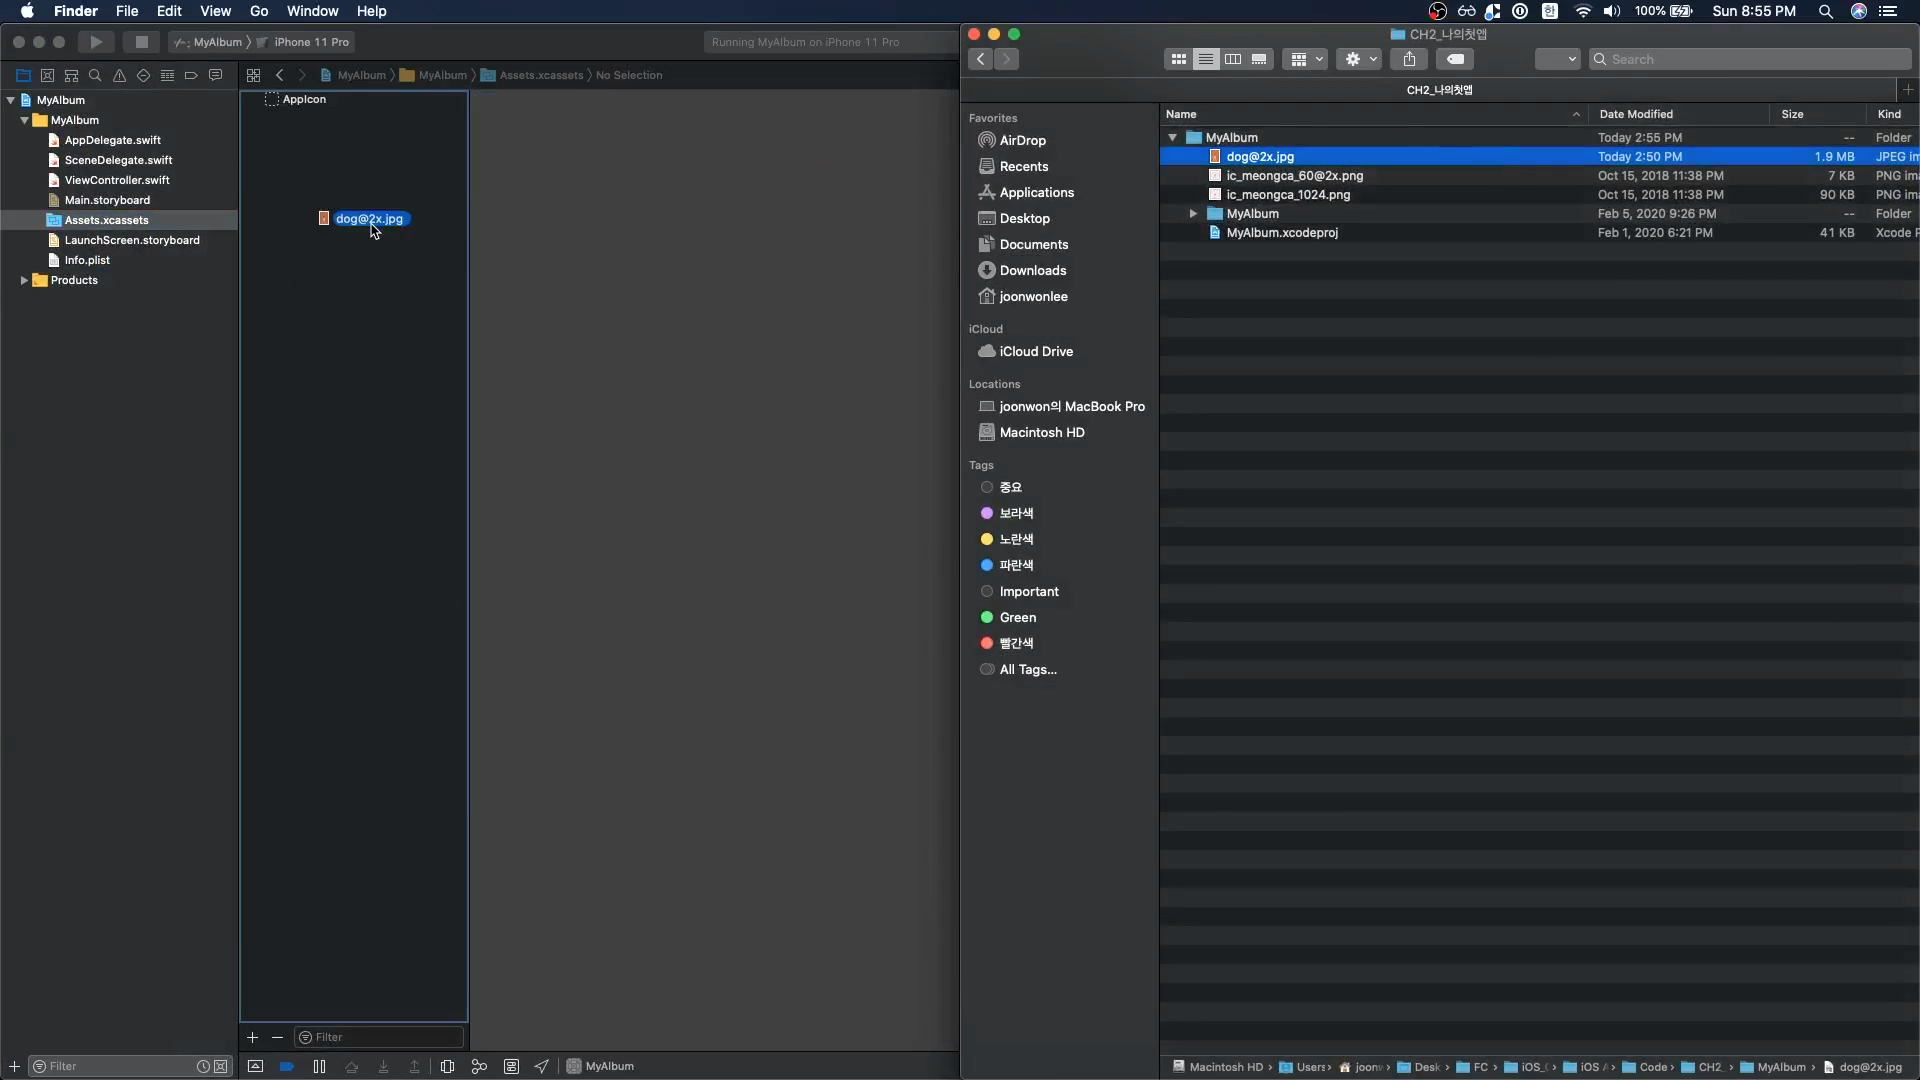 Finder File Edit View Go Window Help
100% Sun 8:55 PM
MyAlbum iPhone 11 Pro
Running MyAlbum on iPhone 11 Pro
MyAlbum MyAlbum Assets.xcassets No Selection
MyAlbum
MyAlbum
AppDelegate.swift
SceneDelegate.swift
ViewController.swift
Main.storyboard
Assets.xcassets
LaunchScreen.storyboard
Info.plist
Products
Filter
AppIcon
dog@2x.jpg
Filter
MyAlbum
CH2_나의첫앱
Search
CH2_나의첫앱
Favorites
AirDrop
Recents
Applications
Desktop
Documents
Downloads
joonwonlee
iCloud
iCloud Drive
Locations
joonwon의 MacBook Pro
Macintosh HD
Tags
중요
보라색
노란색
파란색
Important
Green
빨간색
All Tags...
Name Date Modified Size Kind
MyAlbum Today 2:55 PM -- Folder
dog@2x.jpg Today 2:50 PM 1.9 MB JPEG im
ic_meongca_60@2x.png Oct 15, 2018 11:38 PM 7 KB PNG ima
ic_meongca_1024.png Oct 15, 2018 11:38 PM 90 KB PNG ima
MyAlbum Feb 5, 2020 9:26 PM -- Folder
MyAlbum.xcodeproj Feb 1, 2020 6:21 PM 41 KB Xcode P
Macintosh HD Users joonw Desk FC iOS_ iOS A Code CH2_ MyAlbum dog@2x.jpg